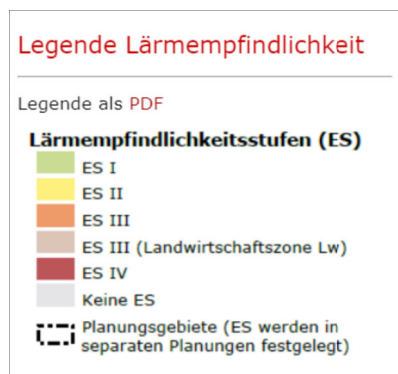 Legende Lärmempfindlichkeit
Legende als PDF
Lärmempfindlichkeitsstufen (ES)
ES I
ES II
ES III
ES III (Landwirtschaftszone Lw)
ES IV
Keine ES
Planungsgebiete (ES werden in
separaten Planungen festgelegt)